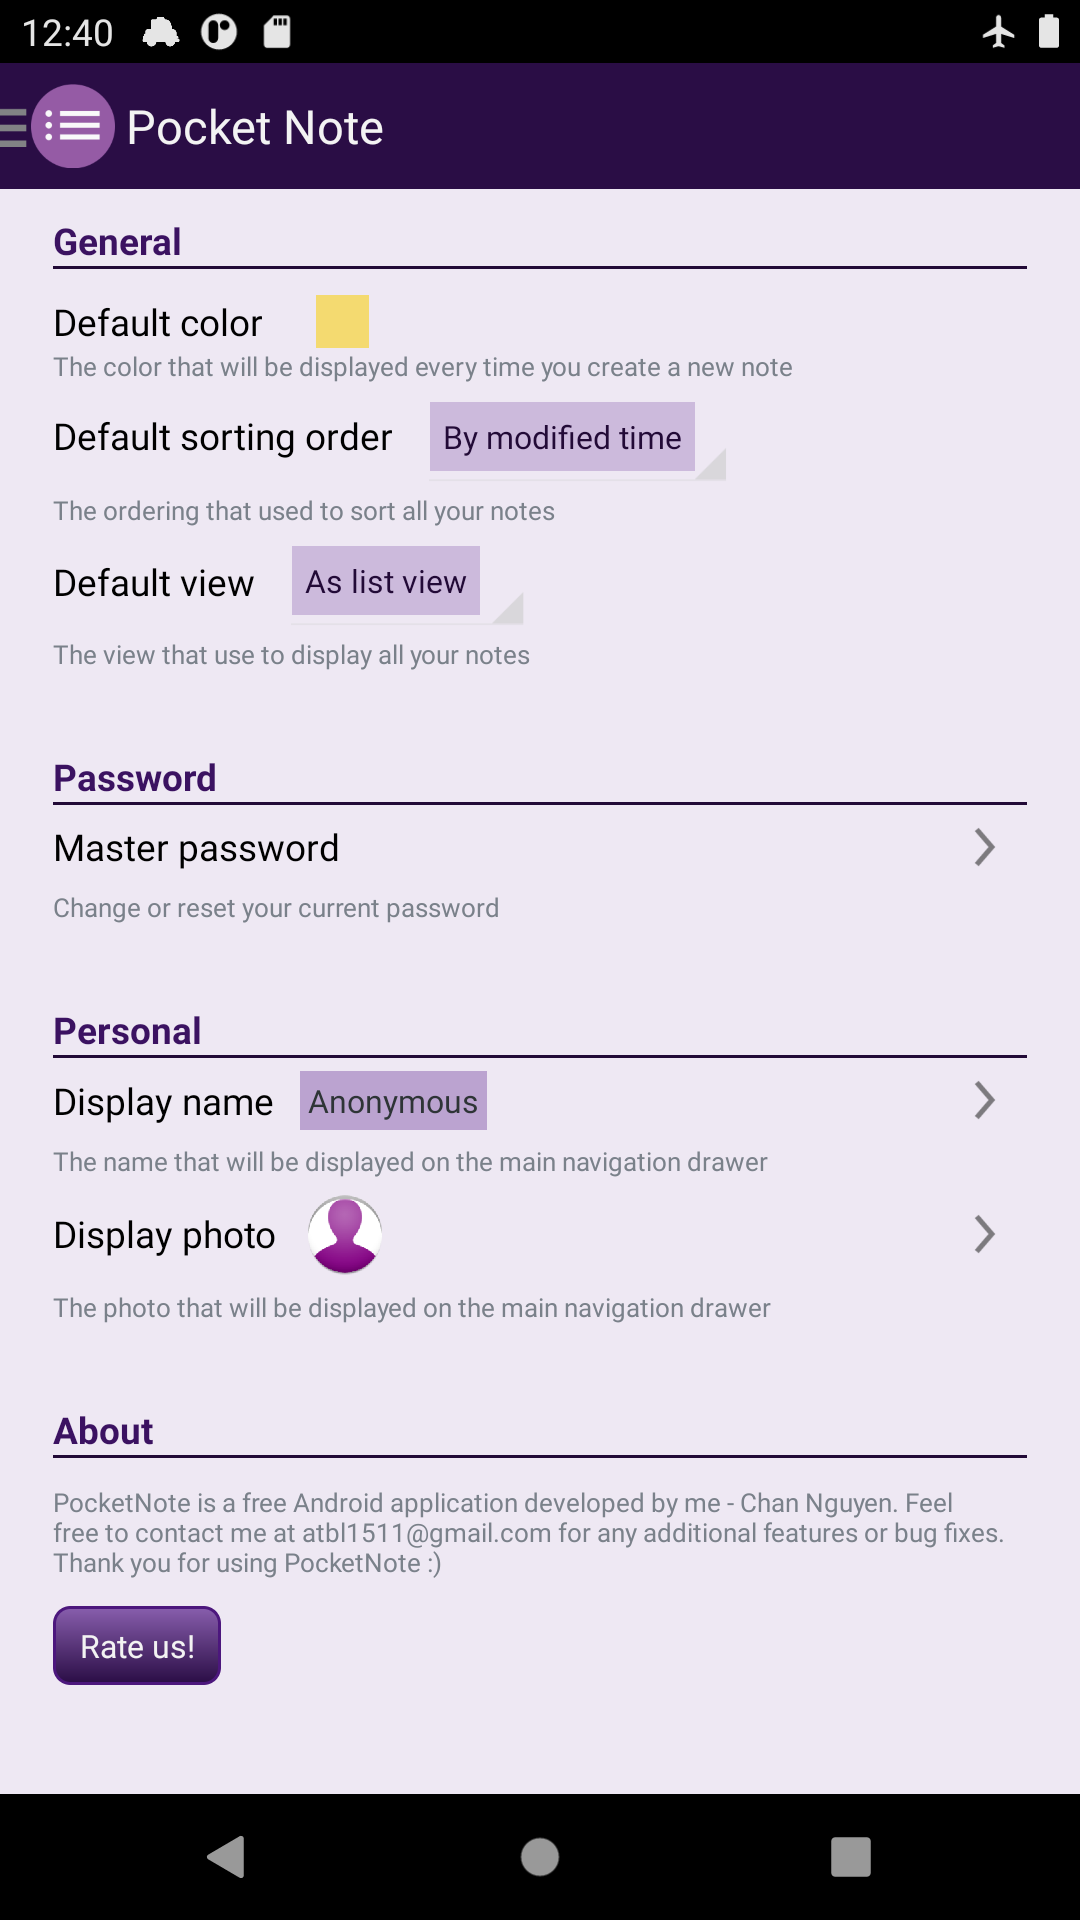 12:40
Pocket Note
General
Default color
The color that will be displayed every time you create a new note
Default sorting order By modified time
The ordering that used to sort all your notes
Default view As list view
The view that use to display all your notes
Password
Master password
Change or reset your current password
Personal
Display name Anonymous
The name that will be displayed on the main navigation drawer
Display photo
The photo that will be displayed on the main navigation drawer
About
PocketNote is a free Android application developed by me - Chan Nguyen. Feel
free to contact me at atbl1511@gmail.com for any additional features or bug fixes.
Thank you for using PocketNote :)
Rate us!